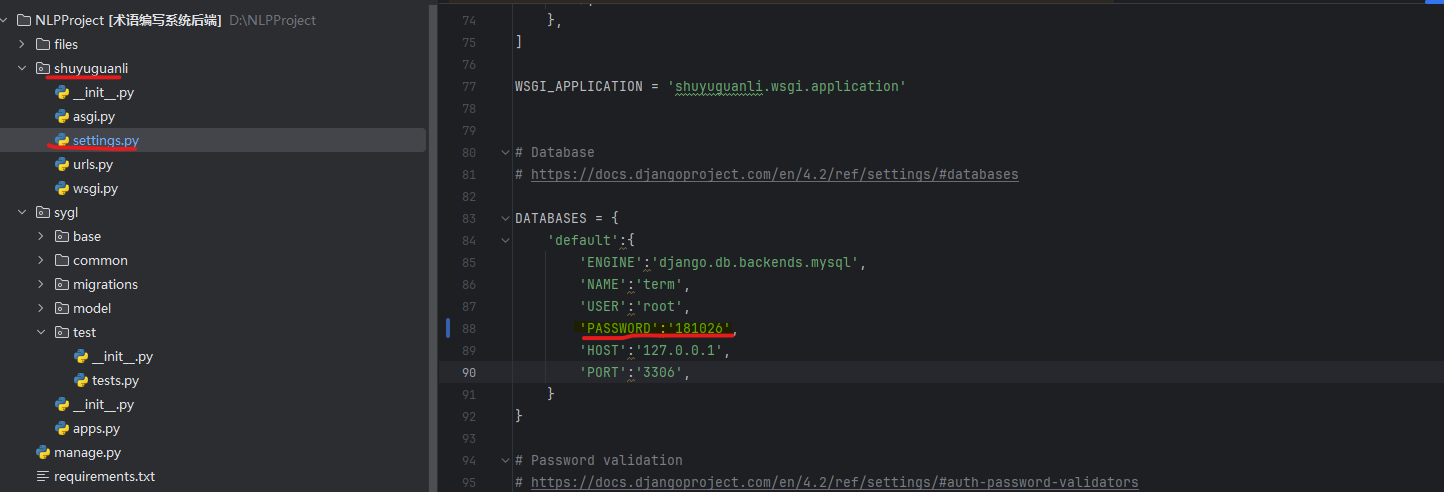 NLPProject [术语编写系统后端] D:\NLPProject
files
shuyuguanli
__init__.py
asgi.py
settings.py
urls.py
wsgi.py
sygl
base
common
migrations
model
test
__init__.py
tests.py
__init__.py
apps.py
manage.py
requirements.txt
74 },
75 ]
76
77 WSGI_APPLICATION = 'shuyuguanli.wsgi.application'
78
79
80 # Database
81 # https://docs.djangoproject.com/en/4.2/ref/settings/#databases
82
83 DATABASES = {
84 'default':{
85 'ENGINE':'django.db.backends.mysql',
86 'NAME':'term',
87 'USER':'root',
88 'PASSWORD':'181026',
89 'HOST':'127.0.0.1',
90 'PORT':'3306',
91 }
92 }
93
94 # Password validation
95 # https://docs.djangoproject.com/en/4.2/ref/settings/#auth-password-validators